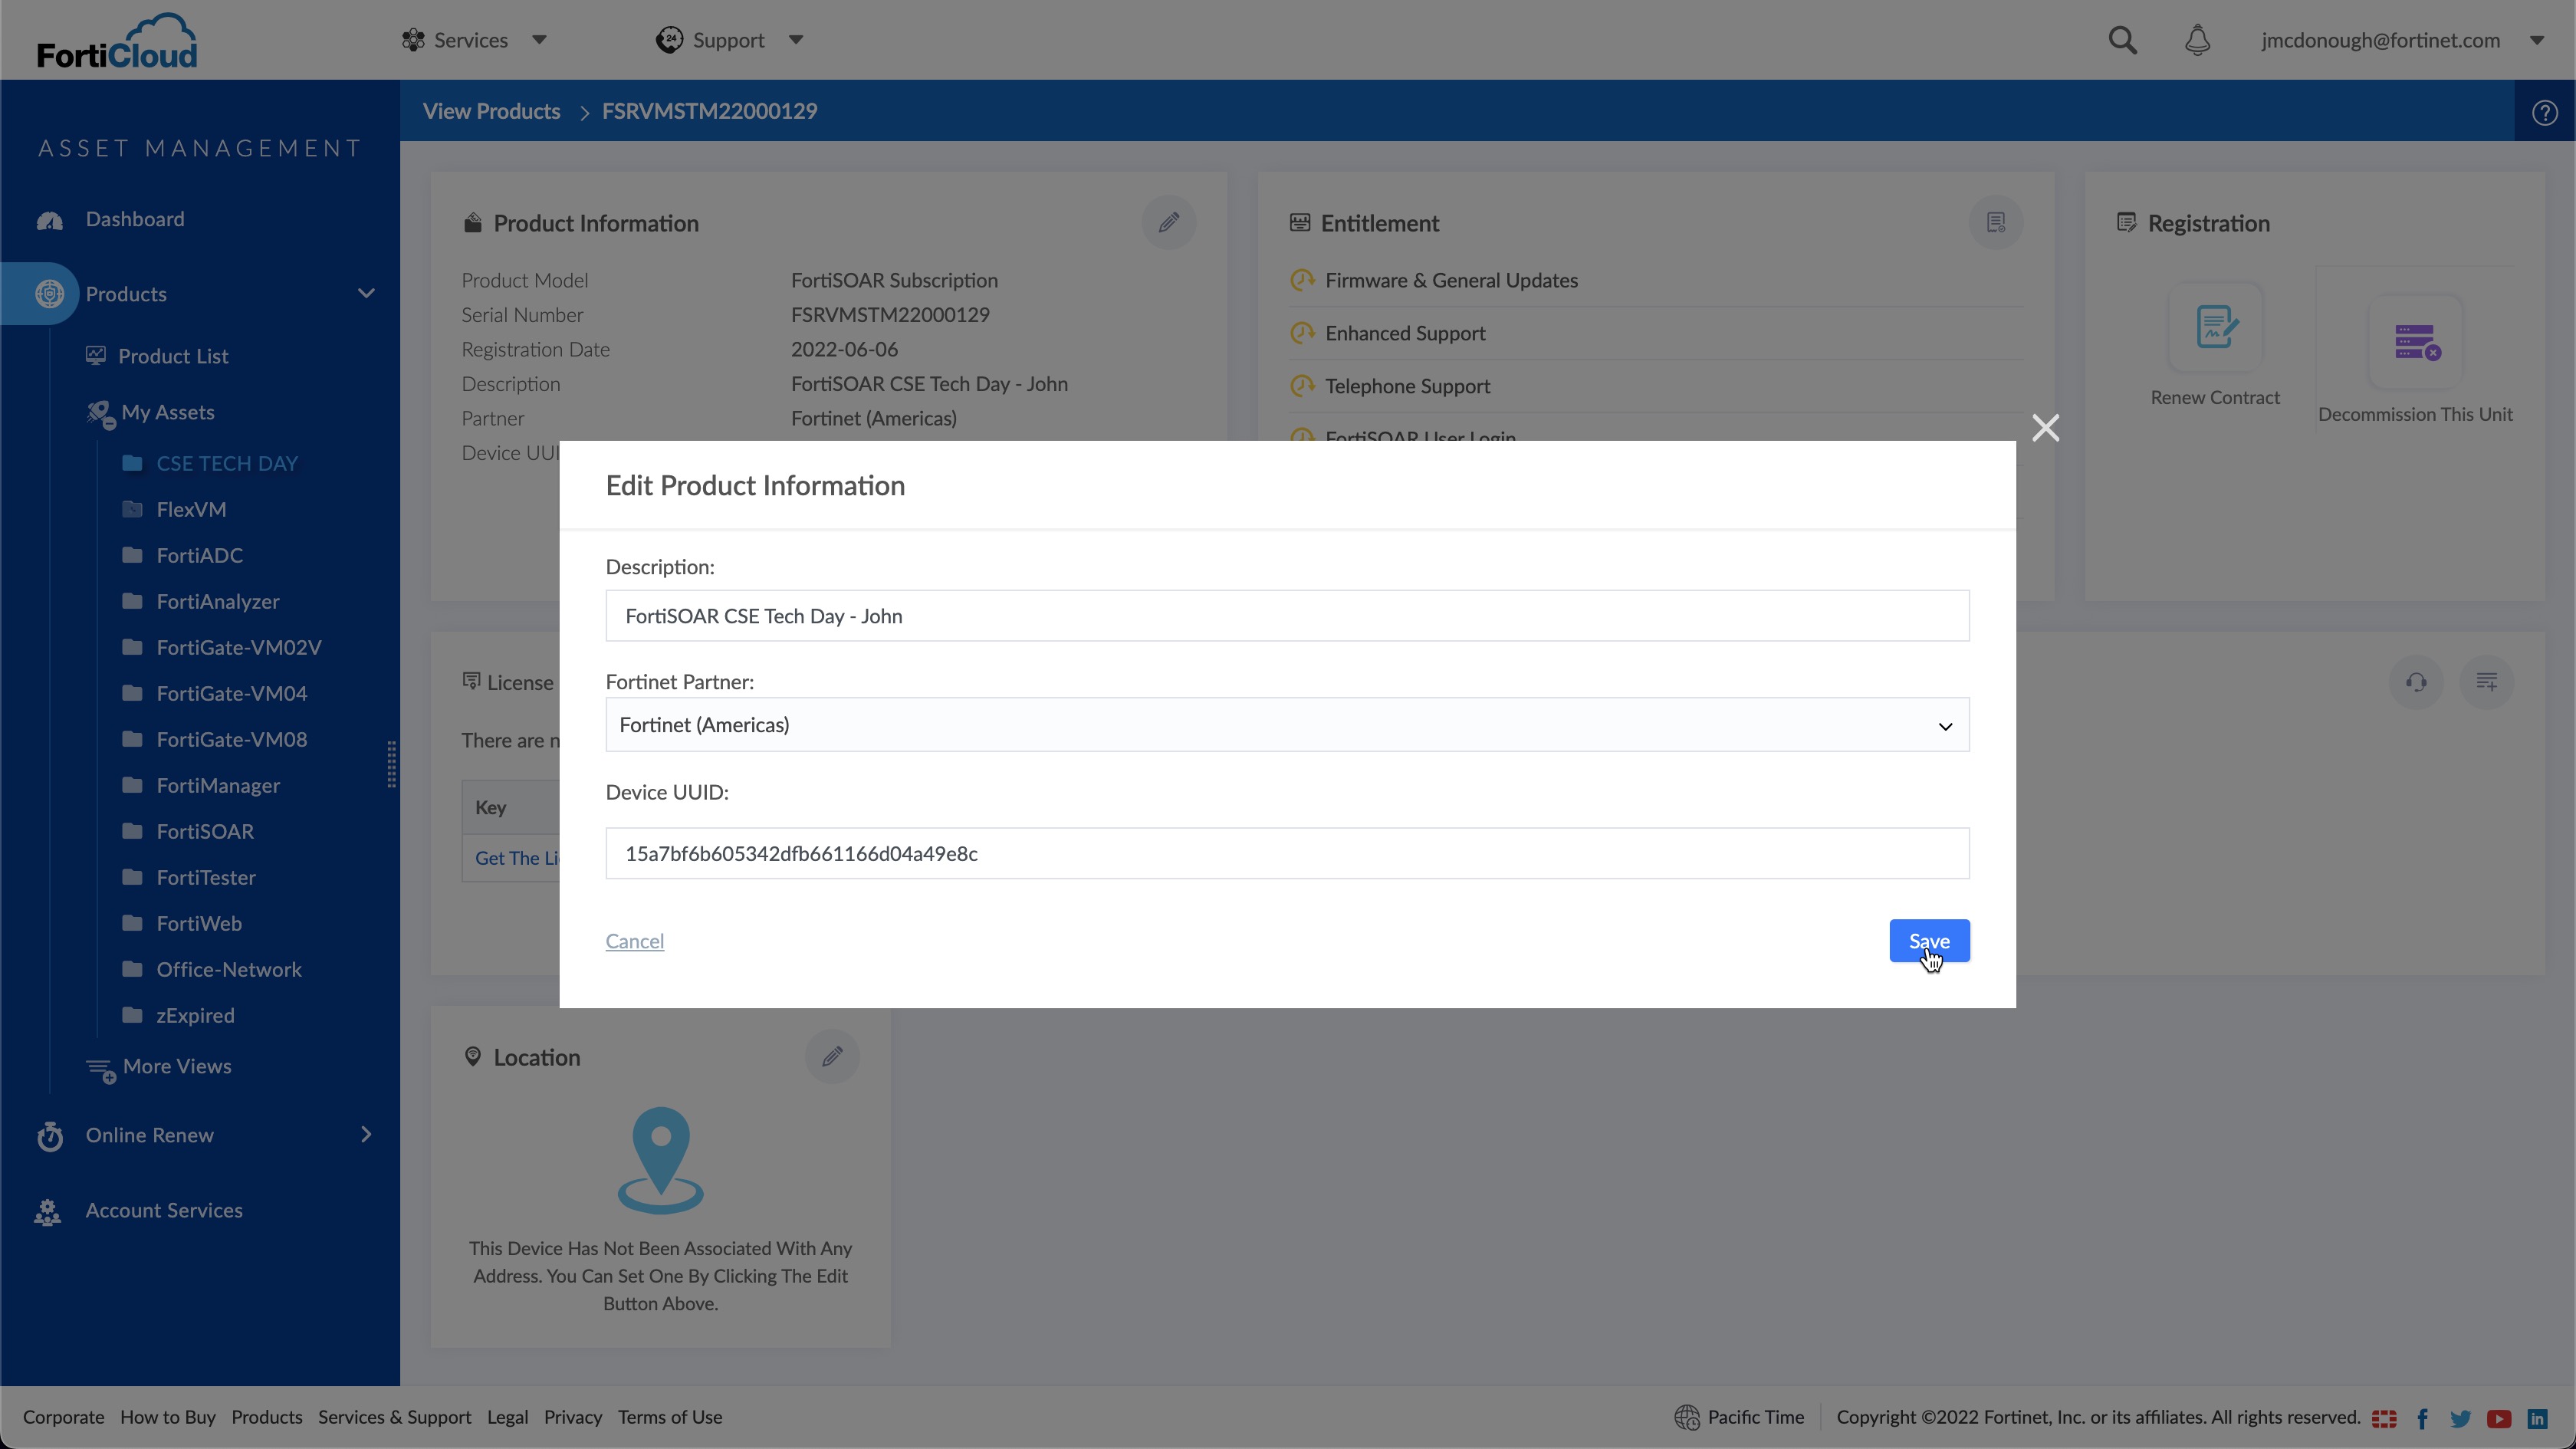 FortiCloud
Services
Support
24
jmcdonough@fortinet.com
ASSET MANAGEMENT
Dashboard
Products
Product List
My Assets
CSE TECH DAY
FlexVM
FortiADC
FortiAnalyzer
FortiGate-VM02V
FortiGate-VM04
FortiGate-VM08
FortiManager
FortiSOAR
FortiTester
FortiWeb
Office-Network
zExpired
More Views
Online Renew
Account Services
View Products > FSRVMSTM22000129
Product Information
Product Model FortiSOAR Subscription
Serial Number FSRVMSTM22000129
Registration Date 2022-06-06
Description FortiSOAR CSE Tech Day - John
Partner Fortinet (Americas)
Device UUI
Entitlement
Firmware & General Updates
Enhanced Support
Telephone Support
FortiSOAR User Login
Registration
Renew Contract
Decommission This Unit
Edit Product Information
Description:
FortiSOAR CSE Tech Day - John
Fortinet Partner:
Fortinet (Americas)
Device UUID:
15a7bf6b605342dfb661166d04a49e8c
Cancel
Save
License
There are n
Key
Get The Li
Location
This Device Has Not Been Associated With Any
Address. You Can Set One By Clicking The Edit
Button Above.
Corporate How to Buy Products Services & Support Legal Privacy Terms of Use
Pacific Time
Copyright ©2022 Fortinet, Inc. or its affiliates. All rights reserved.